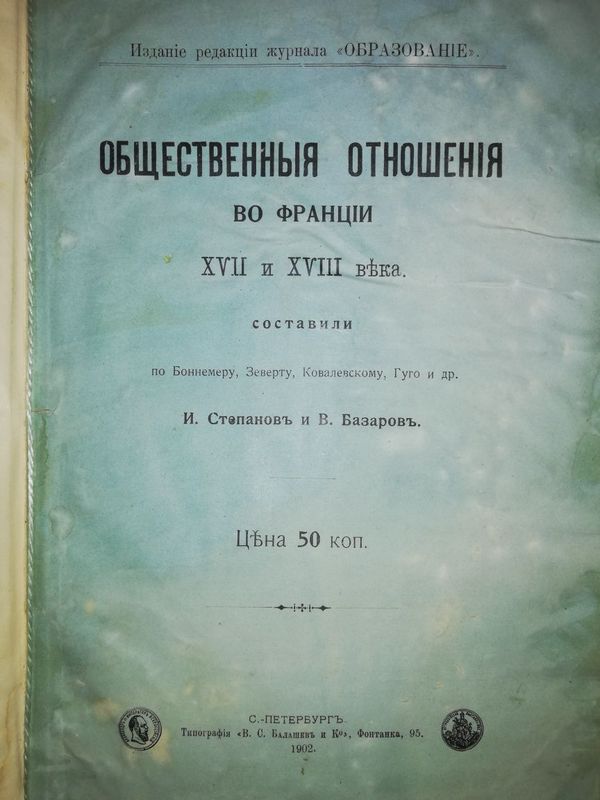 Изданіе редакціи журнала «ОБРАЗОВАНІЕ».
ОБЩЕСТВЕННЫЯ ОТНОШЕНІЯ
ВО ФРАНЦІИ
XVII и XVIII вѣка.
составили
по Боннемеру, Зеверту, Ковалевскому, Гуго и др.
И. Степановъ и В. Базаровъ.
Цѣна 50 коп.
С.-ПЕТЕРБУРГЪ.
Типографія «В. С. Балашевъ и Ко», Фонтанка, 95.
1902.